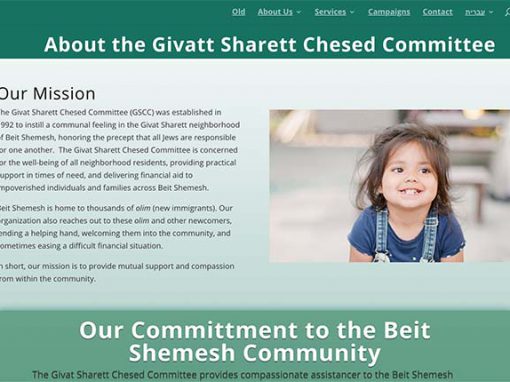 Old About Us Services Campaigns Contact עברית
About the Givatt Sharett Chesed Committee
Our Mission
The Givat Sharett Chesed Committee (GSCC) was established in
1992 to instill a communal feeling in the Givat Sharett neighborhood
of Beit Shemesh, honoring the precept that all Jews are responsible
for one another. The Givat Sharett Chesed Committee is concerned
for the well-being of all neighborhood residents, providing practical
support in times of need, and delivering financial aid to
impoverished individuals and families across Beit Shemesh.
Beit Shemesh is home to thousands of olim (new immigrants). Our
organization also reaches out to these olim and other newcomers,
lending a helping hand, welcoming them into the community, and
sometimes easing a difficult financial situation.
In short, our mission is to provide mutual support and compassion
from within the community.
Our Committment to the Beit
Shemesh Community
The Givat Sharett Chesed Committee provides compassionate assistancer to the Beit Shemesh